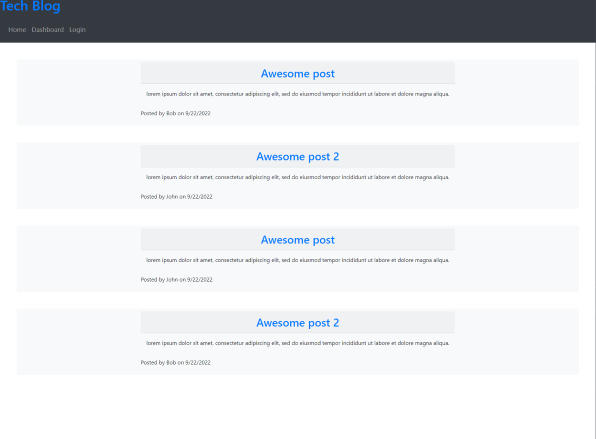 Tech Blog
Home Dashboard Login
Awesome post
lorem ipsum dolor sit amet, consectetur adipiscing elit, sed do eiusmod tempor incididunt ut labore et dolore magna aliqua.
Posted by Bob on 9/22/2022
Awesome post 2
lorem ipsum dolor sit amet, consectetur adipiscing elit, sed do eiusmod tempor incididunt ut labore et dolore magna aliqua.
Posted by John on 9/22/2022
Awesome post
lorem ipsum dolor sit amet, consectetur adipiscing elit, sed do eiusmod tempor incididunt ut labore et dolore magna aliqua.
Posted by John on 9/22/2022
Awesome post 2
lorem ipsum dolor sit amet, consectetur adipiscing elit, sed do eiusmod tempor incididunt ut labore et dolore magna aliqua.
Posted by Bob on 9/22/2022